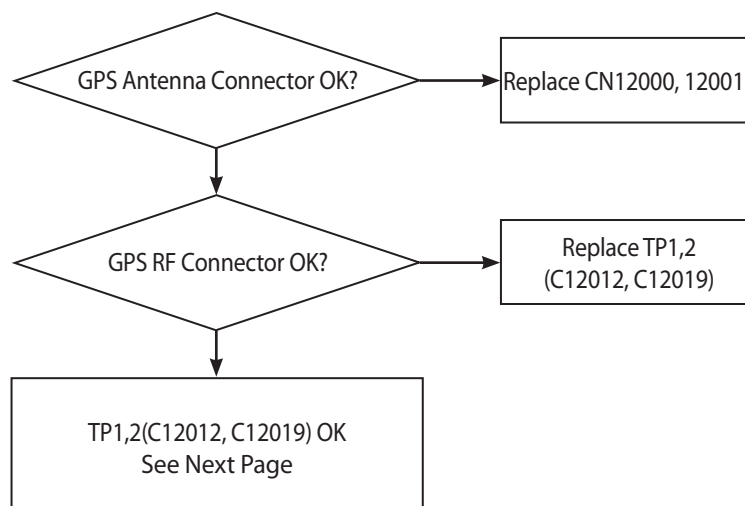 GPS Antenna Connector OK?
Replace CN12000, 12001
GPS RF Connector OK?
Replace TP1,2
(C12012, C12019)
TP1,2(C12012, C12019) OK
See Next Page